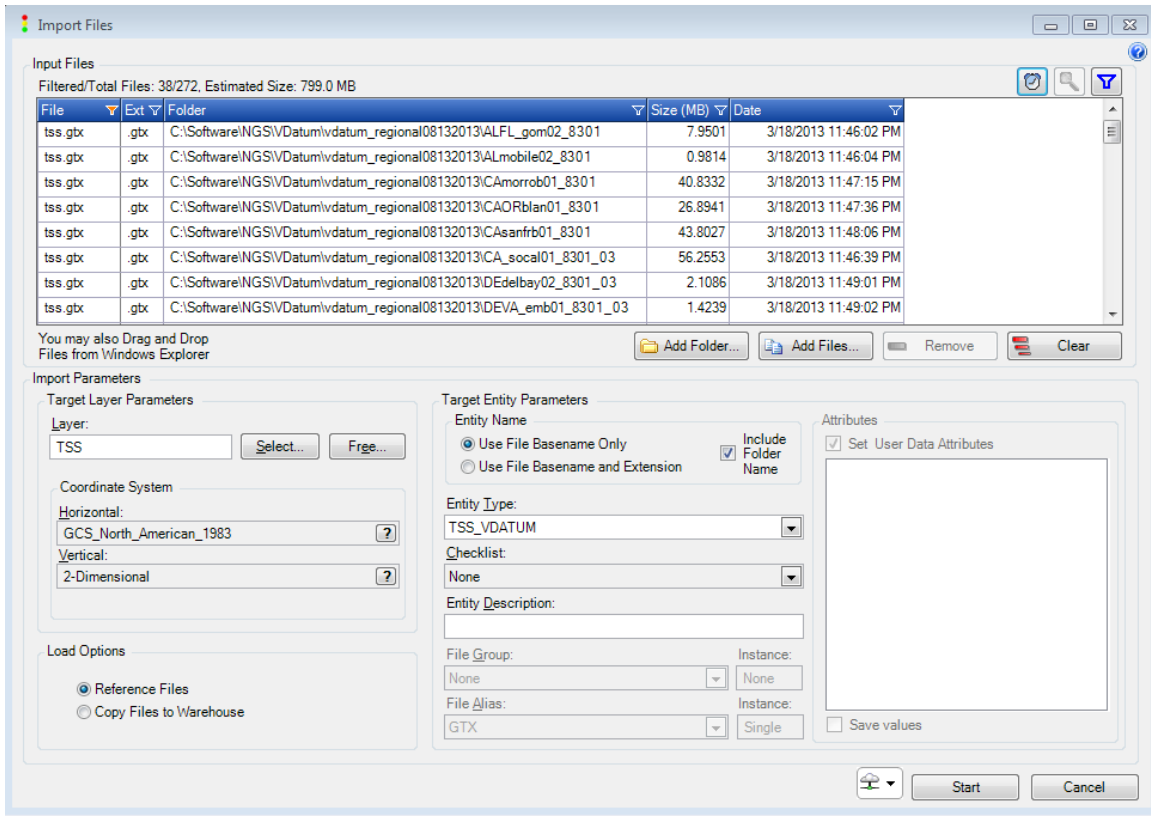 Import Files
Input Files
Filtered/Total Files: 38/272, Estimated Size: 799.0 MB
File Ext Folder Size (MB) Date
tss.gtx .gtx C:\Software\NGS\VDatum\vdatum_regional08132013\ALFL_gom02_8301 7.9501 3/18/2013 11:46:02 PM
tss.gtx .gtx C:\Software\NGS\VDatum\vdatum_regional08132013\ALmobile02_8301 0.9814 3/18/2013 11:46:04 PM
tss.gtx .gtx C:\Software\NGS\VDatum\vdatum_regional08132013\CAmorrob01_8301 40.8332 3/18/2013 11:47:15 PM
tss.gtx .gtx C:\Software\NGS\VDatum\vdatum_regional08132013\CAORblan01_8301 26.8941 3/18/2013 11:47:36 PM
tss.gtx .gtx C:\Software\NGS\VDatum\vdatum_regional08132013\CAsanfrb01_8301 43.8027 3/18/2013 11:48:06 PM
tss.gtx .gtx C:\Software\NGS\VDatum\vdatum_regional08132013\CA_socal01_8301_03 56.2553 3/18/2013 11:46:39 PM
tss.gtx .gtx C:\Software\NGS\VDatum\vdatum_regional08132013\DEdelbay02_8301_03 2.1086 3/18/2013 11:49:01 PM
tss.gtx .gtx C:\Software\NGS\VDatum\vdatum_regional08132013\DEVA_emb01_8301_03 1.4239 3/18/2013 11:49:02 PM
You may also Drag and Drop
Files from Windows Explorer
Add Folder... Add Files... Remove Clear
Import Parameters
Target Layer Parameters
Layer:
TSS Select... Free...
Coordinate System
Horizontal:
GCS_North_American_1983 ?
Vertical:
2-Dimensional ?
Load Options
Reference Files
Copy Files to Warehouse
Target Entity Parameters
Entity Name
Use File Basename Only
Use File Basename and Extension
Include
Folder
Name
Entity Type:
TSS_VDATUM
Checklist:
None
Entity Description:
File Group: Instance:
None None
File Alias: Instance:
GTX Single
Attributes
Set User Data Attributes
Save values
Start Cancel